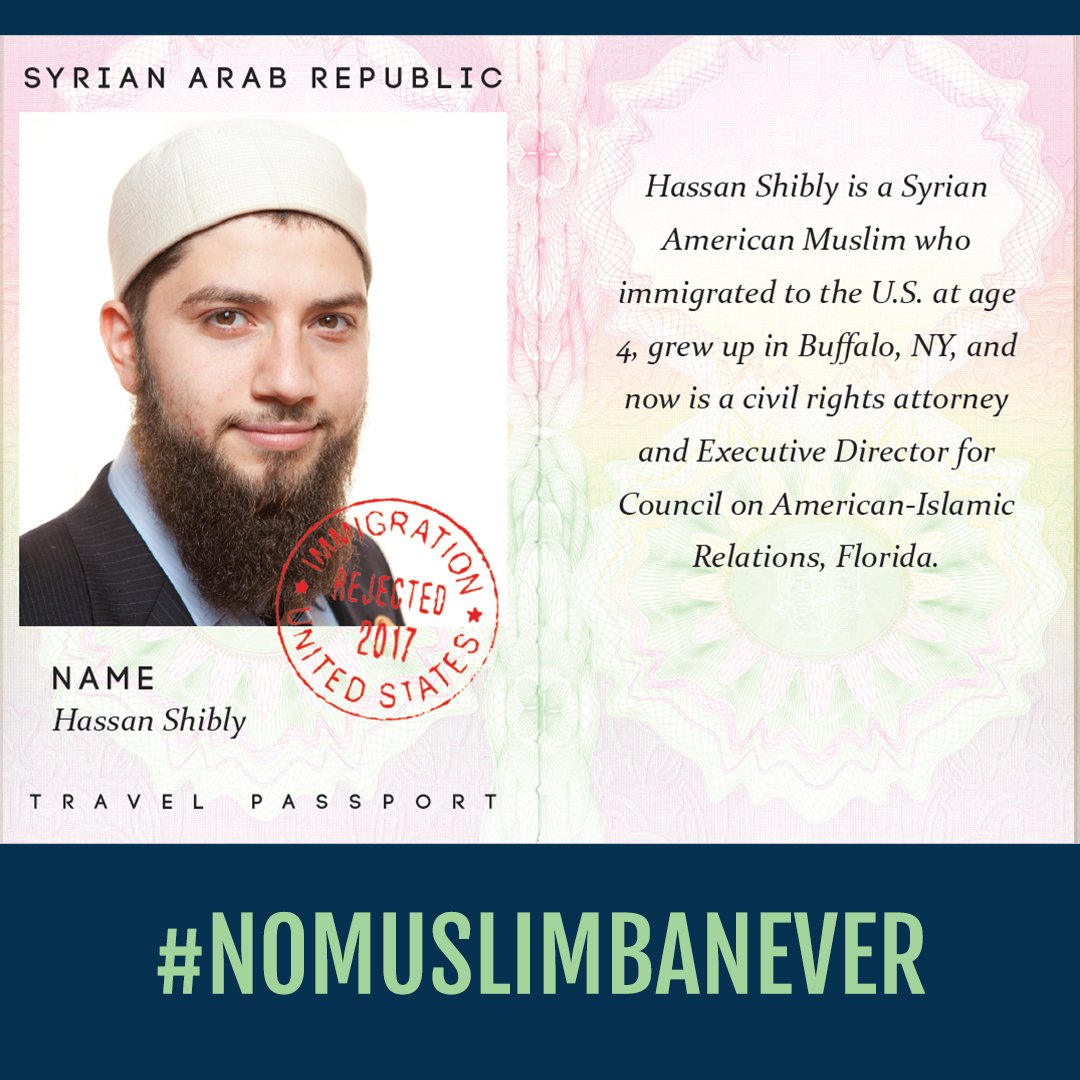 SYRIAN ARAB REPUBLIC
IMMIGRATION
REJECTED
2017
UNITED STATES
NAME
Hassan Shibly
TRAVEL PASSPORT
Hassan Shibly is a Syrian
American Muslim who
immigrated to the U.S. at age
4, grew up in Buffalo, NY, and
now is a civil rights attorney
and Executive Director for
Council on American-Islamic
Relations, Florida.
#NOMUSLIMBANEVER